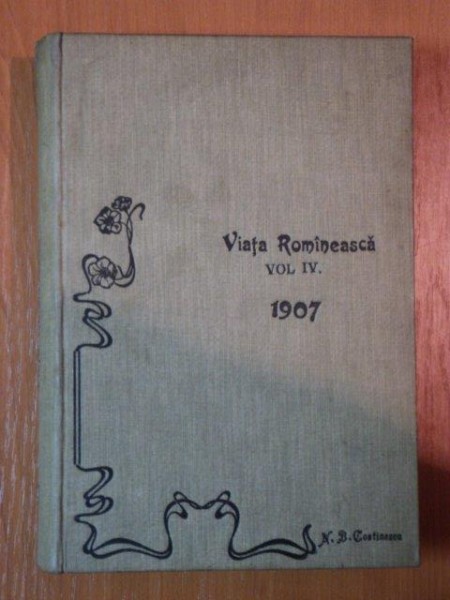 Viața Romînească
VOL IV.
1907
N. B. Costinescu